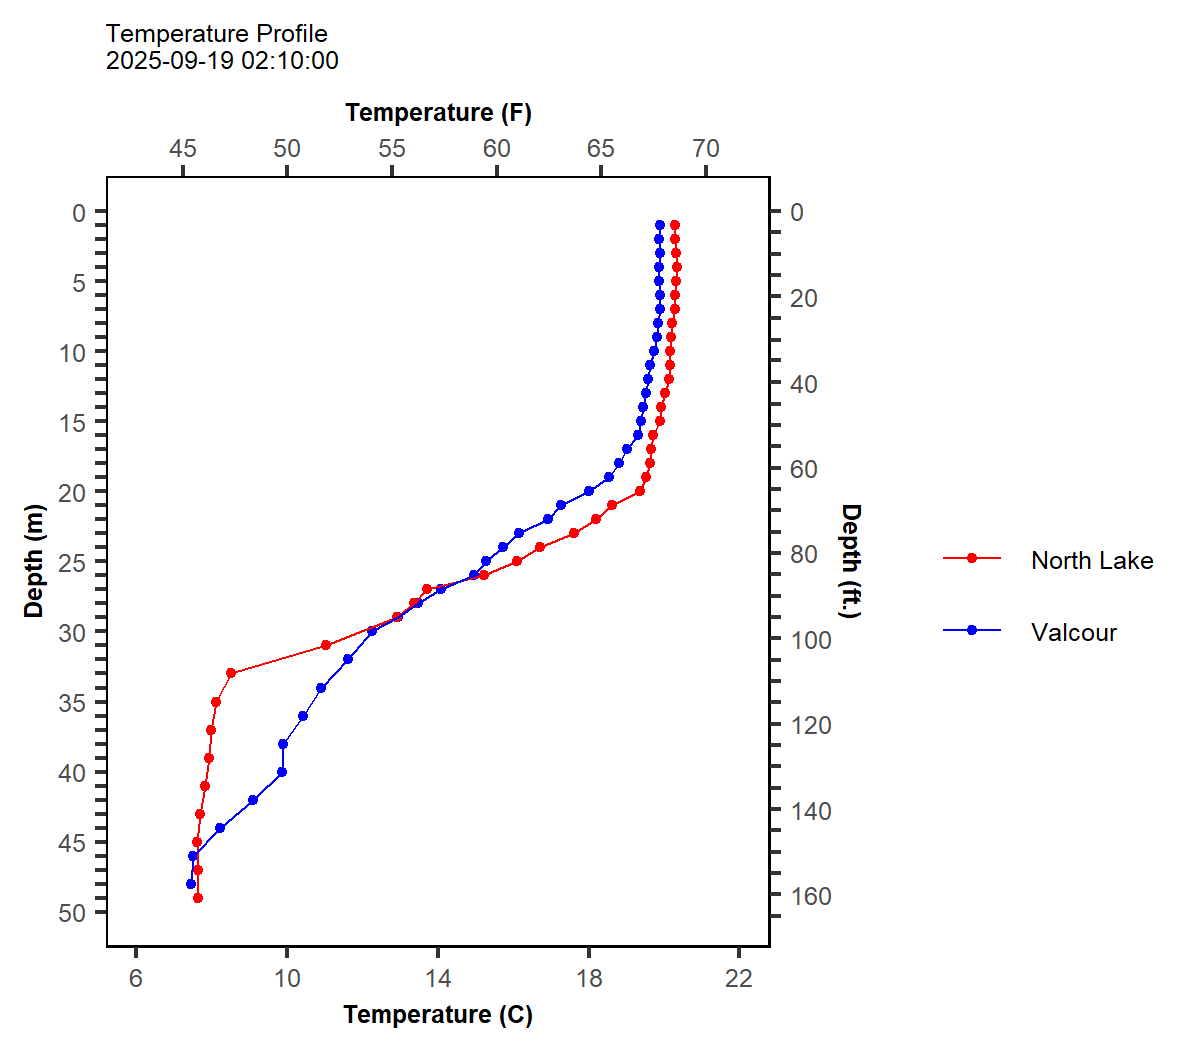 Temperature Profile
2025-09-19 02:10:00
Temperature (F)
45 50 55 60 65 70
0 0
5
20
10
40
15
60
20
25 80
30 100
35
120
40
140
45
160
50
Depth (m)
Depth (ft.)
North Lake
Valcour
6 10 14 18 22
Temperature (C)